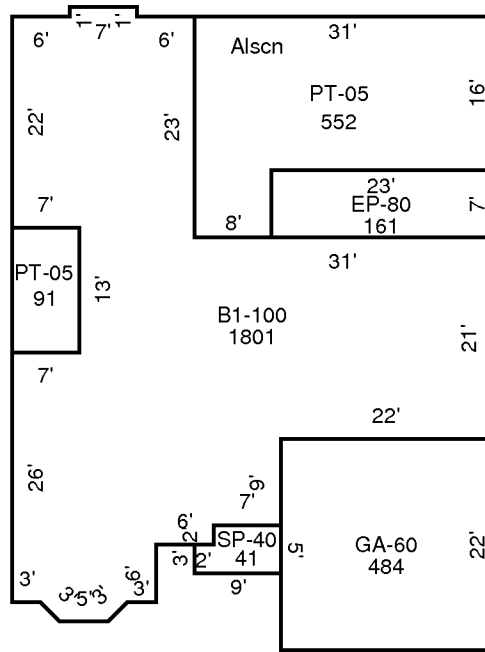 1' 7' 1'
6' 6' 31'
Alscn
PT-05
552
16'
22' 23'
23'
EP-80
161
7'
7' 8'
31'
PT-05
91
13'
B1-100
1801
21'
7'
22'
26'
9'
7'
6'
2'
SP-40
41
3' 2'
5'
GA-60
484
22'
9'
3' 3' 5' 3' 3' 6'